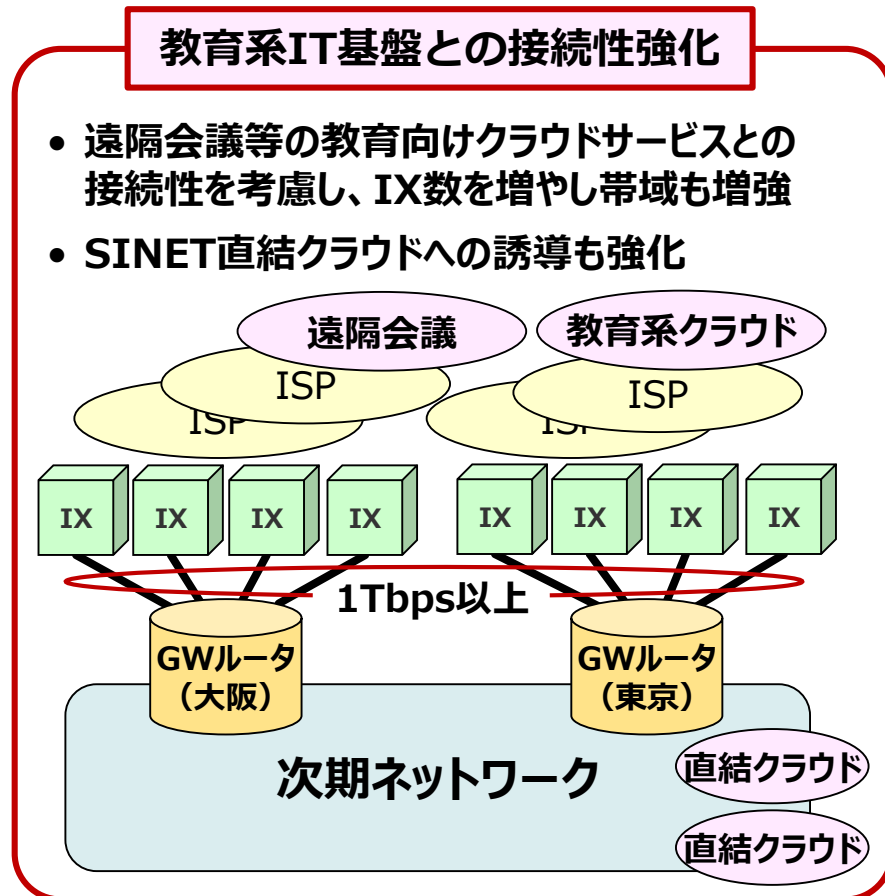 教育系IT基盤との接続性強化
• 遠隔会議等の教育向けクラウドサービスとの
接続性を考慮し、IX数を増やし帯域も増強
• SINET直結クラウドへの誘導も強化
遠隔会議
教育系クラウド
ISP
ISP
ISP
ISP
IX
IX
IX
IX
IX
IX
IX
IX
1Tbps以上
GWルータ
（大阪）
GWルータ
（東京）
次期ネットワーク
直結クラウド
直結クラウド